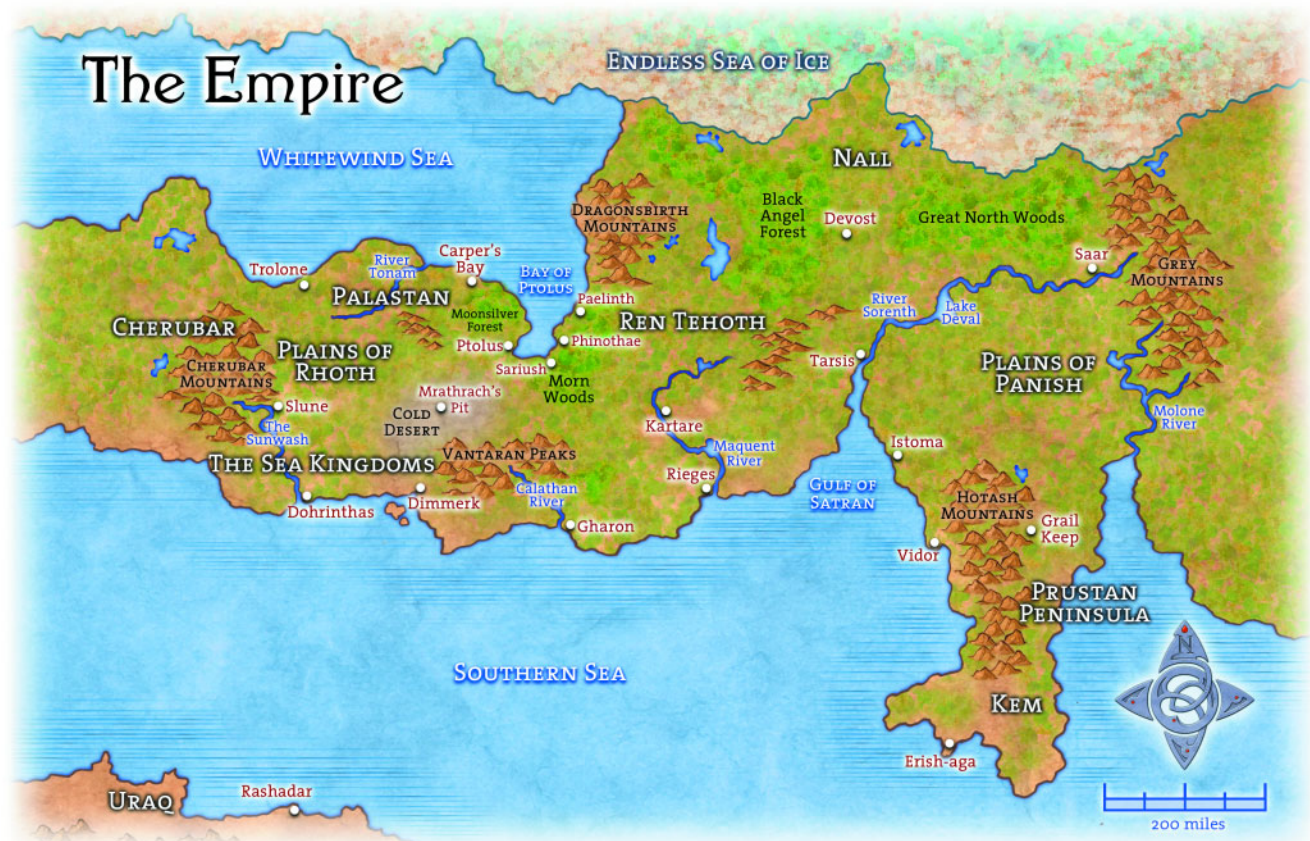 The Empire
Endless Sea of Ice
Whitewind Sea
Nall
Black
Angel
Forest
Devost
Great North Woods
Dragonsbirth
Mountains
Saar
Grey
Mountains
Trolone
River
Tonam
Carper's
Bay
Bay of
Ptolus
Palastan
Paelinth
Moonsilver
Forest
Ren Tehoth
River
Sorenth
Lake
Deval
Cherubar
Ptolus
Phinothae
Sariush
Tarsis
Plains of
Rhoth
Cherubar
Mountains
Morn
Woods
Plains of
Panish
Mrathrach's
Pit
Cold
Desert
Slune
The
Sunwash
Kartare
Molone
River
Istoma
The Sea Kingdoms
Vantaran Peaks
Maquent
River
Rieges
Calathan
River
Gulf of
Satran
Dohrinthas
Dimmerk
Gharon
Hotash
Mountains
Grail
Keep
Vidor
Prustan
Peninsula
N
Southern Sea
Kem
Erish-aga
Uraq
Rashadar
200 miles